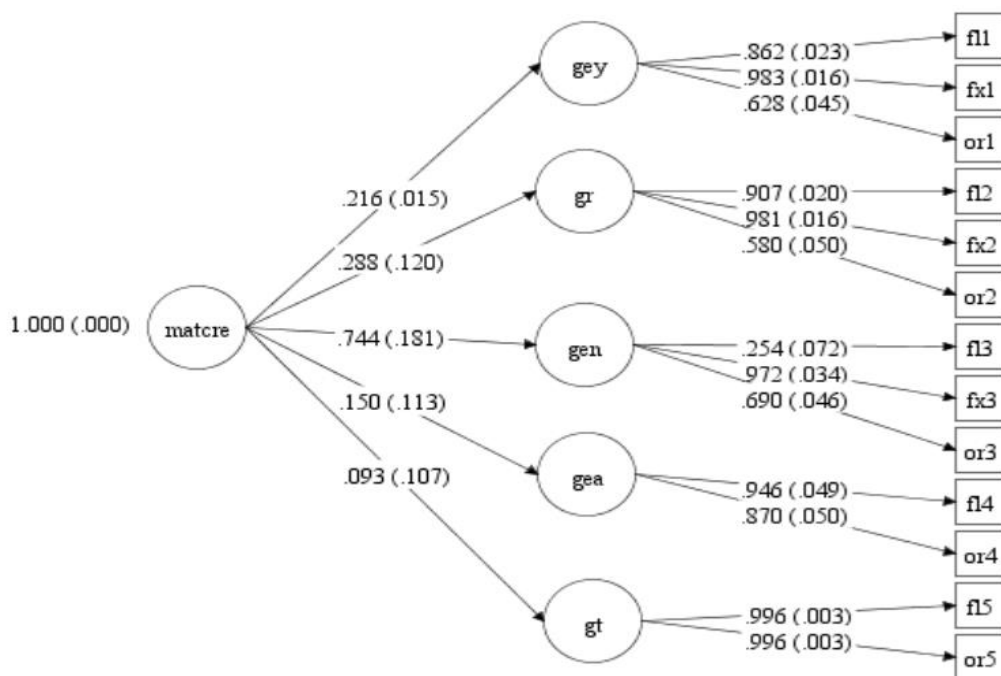 fl1
.862 (.023)
gey
.983 (.016)
fx1
.628 (.045)
or1
.216 (.015)
gr
.907 (.020)
fl2
.981 (.016)
fx2
.580 (.050)
.288 (.120)
or2
1.000 (.000)
matcre
.744 (.181)
gen
.254 (.072)
fl3
.972 (.034)
fx3
.690 (.046)
.150 (.113)
or3
.093 (.107)
gea
.946 (.049)
fl4
.870 (.050)
or4
gt
.996 (.003)
fl5
.996 (.003)
or5